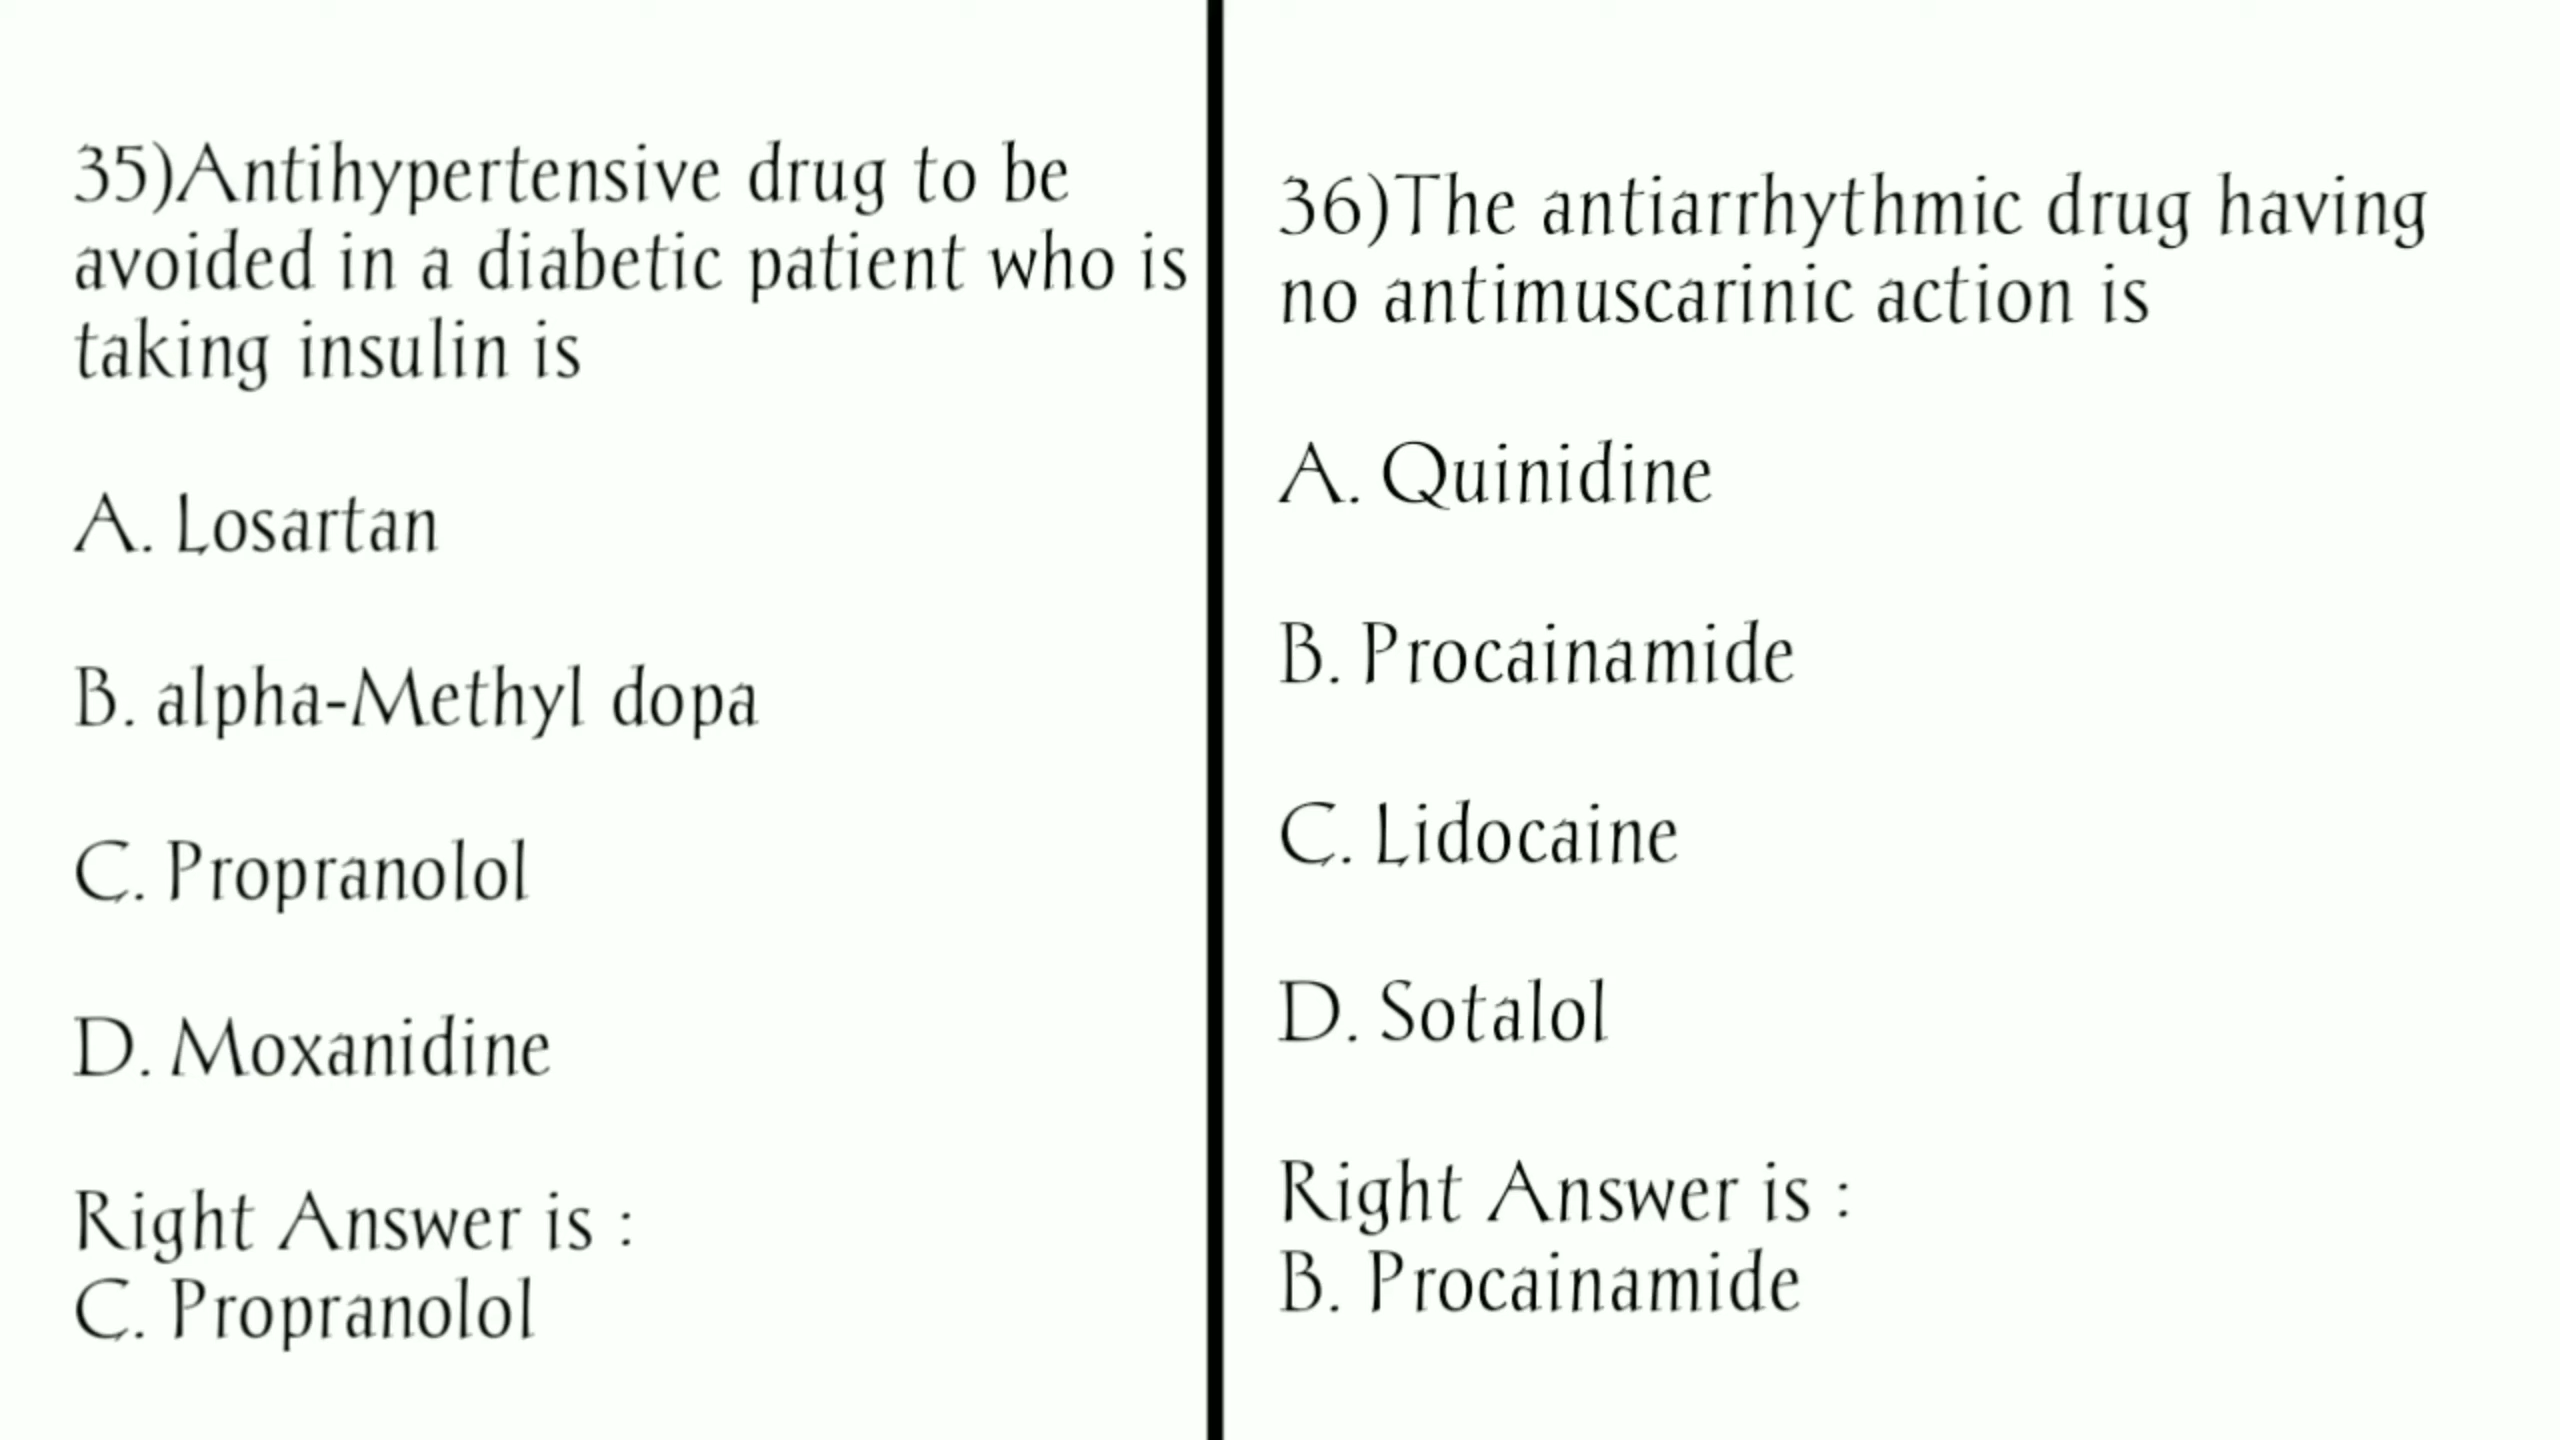 35)Antihypertensive drug to be
avoided in a diabetic patient who is
taking insulin is
A. Losartan
B. alpha-Methyl dopa
C. Propranolol
D. Moxanidine
Right Answer is :
C. Propranolol
36)The antiarrhythmic drug having
no antimuscarinic action is
A. Quinidine
B. Procainamide
C. Lidocaine
D. Sotalol
Right Answer is :
B. Procainamide